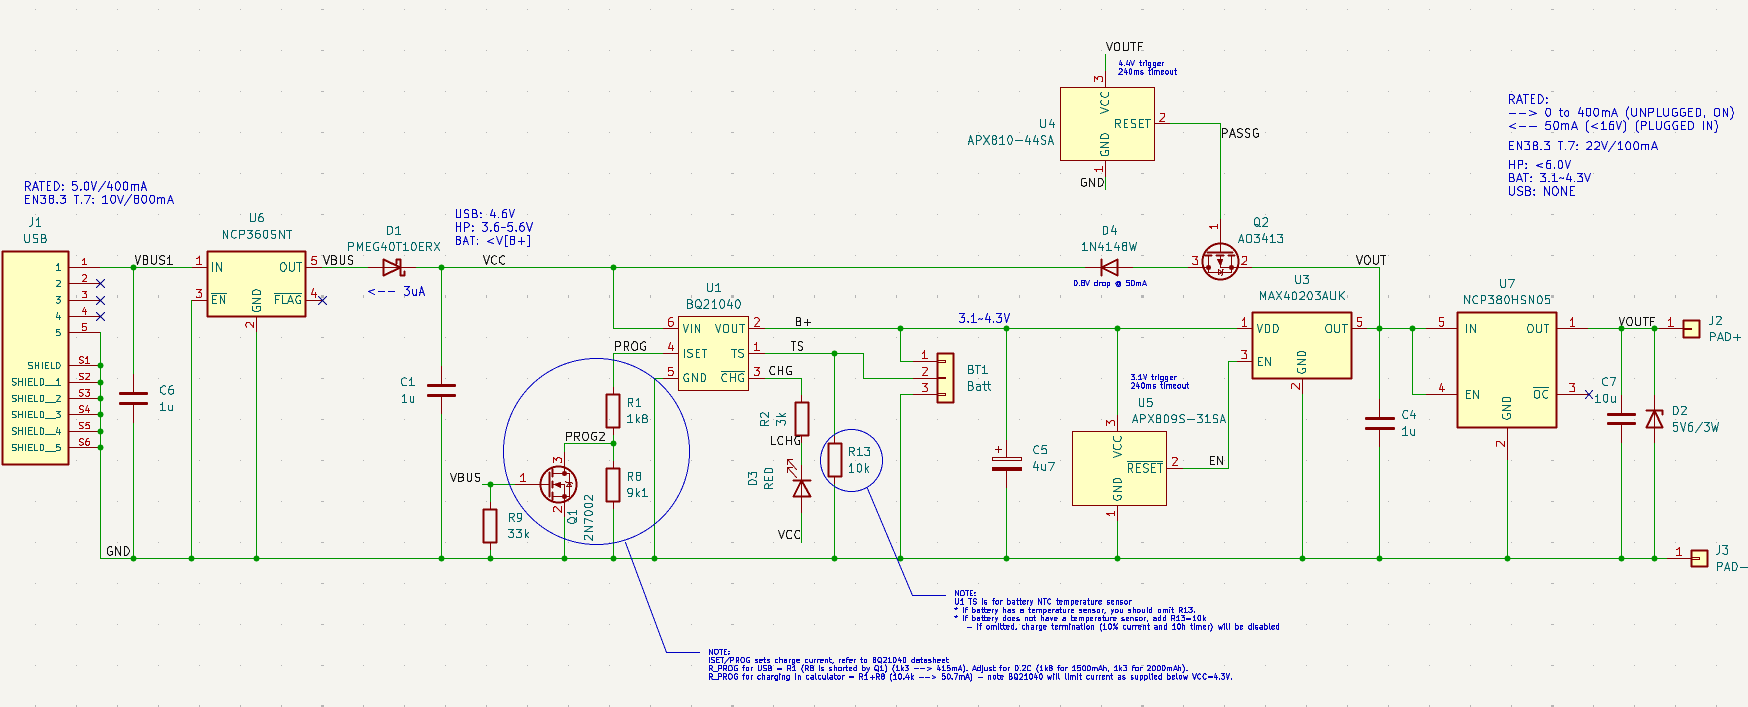 VOUTF
4.4V trigger
240ms timeout
3
VCC
U4
APX810-44SA
RESET
2
GND
1
GND
PASSG
RATED:
--> 0 to 400mA (UNPLUGGED, ON)
<-- 50mA (<16V) (PLUGGED IN)
EN38.3 T.7: 22V/100mA
HP: <6.0V
BAT: 3.1~4.3V
USB: NONE
RATED: 5.0V/400mA
EN38.3 T.7: 10V/800mA
J1
USB
1
2
3
4
5
SHIELD
SHIELD__1
SHIELD__2
SHIELD__3
SHIELD__4
SHIELD__5
1
2
3
4
5
S1
S2
S3
S4
S5
S6
GND
VBUS1
C6
1u
U6
NCP360SNT
1
IN
OUT
5
3
EN
GND
FLAG
4
2
VBUS
D1
PMEG40T10ERX
<-- 3uA
USB: 4.6V
HP: 3.6-5.6V
BAT: <V[B+]
VCC
C1
1u
U1
BQ21040
6
VIN
VOUT
2
4
ISET
TS
1
5
GND
CHG
3
B+
TS
CHG
PROG
R1
1k8
PROG2
R8
9k1
VBUS
1
3
2
Q1
2N7002
R9
33k
R2
3k
LCHG
D3
RED
VCC
R13
10k
1
2
3
BT1
Batt
3.1~4.3V
C5
4u7
+
D4
1N4148W
0.8V drop @ 50mA
1
3
2
Q2
AO3413
VOUT
U3
MAX40203AUK
1
VDD
OUT
5
3
EN
GND
2
3.1V trigger
240ms timeout
U5
APX809S-31SA
3
VCC
RESET
2
GND
1
EN
C4
1u
U7
NCP380HSN05
5
IN
OUT
1
4
EN
OC
3
GND
2
VOUTF
C7
10u
D2
5V6/3W
1
J2
PAD+
1
J3
PAD-
NOTE:
U1 TS is for battery NTC temperature sensor
* If battery has a temperature sensor, you should omit R13.
* If battery does not have a temperature sensor, add R13=10k
- If omitted, charge termination (10% current and 10h timer) will be disabled
NOTE:
ISET/PROG sets charge current, refer to BQ21040 datasheet
R_PROG for USB = R1 (R8 is shorted by Q1) (1k3 --> 415mA). Adjust for 0.2C (1k8 for 1500mAh, 1k3 for 2000mAh).
R_PROG for charging in calculator = R1+R8 (10.4k --> 50.7mA) - note BQ21040 will limit current as supplied below VCC=4.3V.